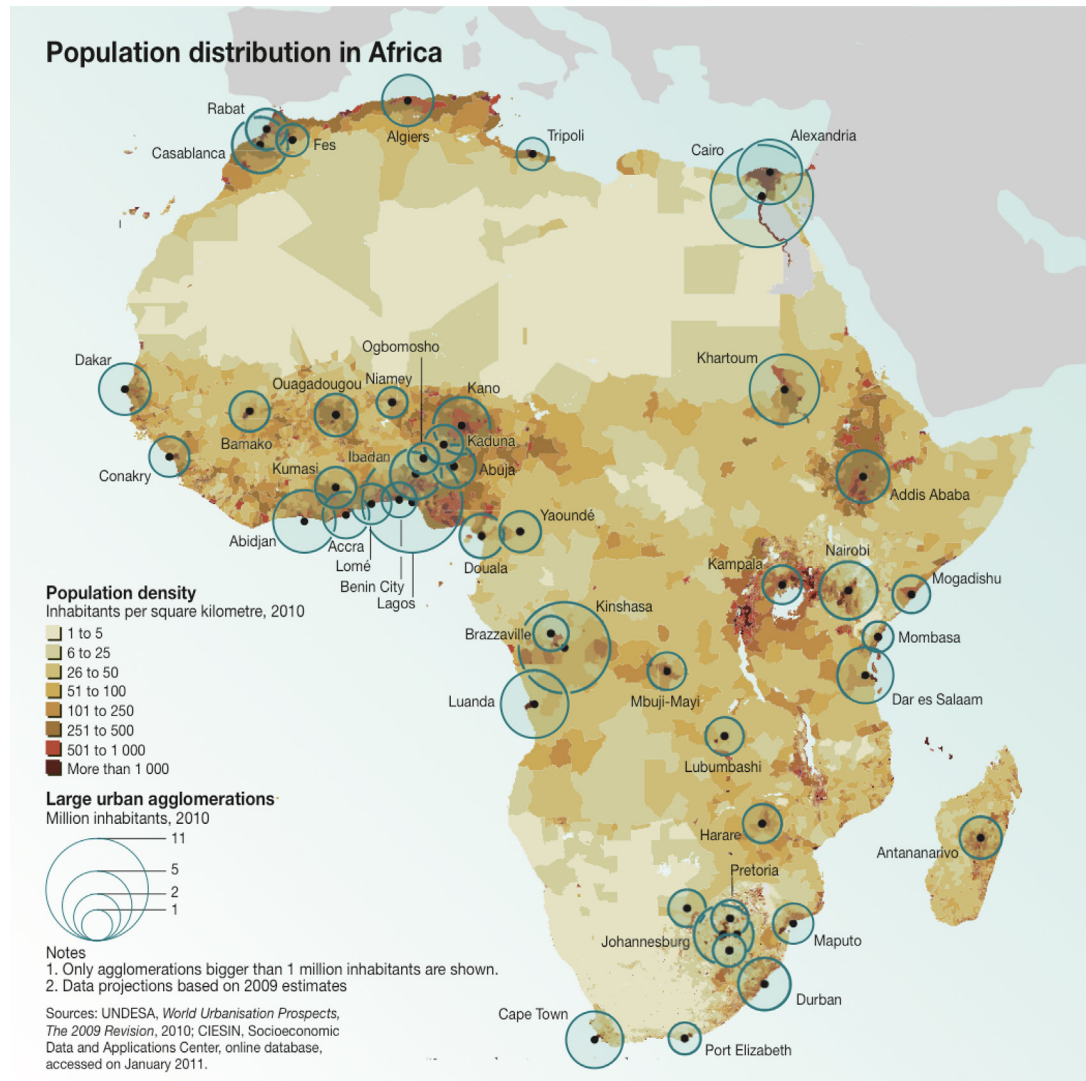 Population distribution in Africa
Rabat
Algiers
Fes
Casablanca
Tripoli
Alexandria
Cairo
Ogbomosho
Dakar
Ouagadougou
Niamey
Kano
Khartoum
Bamako
Kaduna
Ibadan
Conakry
Kumasi
Abuja
Addis Ababa
Abidjan
Accra
Yaoundé
Lomé
Douala
Benin City
Lagos
Kampala
Nairobi
Mogadishu
Kinshasa
Brazzaville
Mombasa
Luanda
Mbuji-Mayi
Dar es Salaam
Lubumbashi
Harare
Antananarivo
Pretoria
Johannesburg
Maputo
Durban
Cape Town
Port Elizabeth
Population density
Inhabitants per square kilometre, 2010
1 to 5
6 to 25
26 to 50
51 to 100
101 to 250
251 to 500
501 to 1 000
More than 1 000
Large urban agglomerations
Million inhabitants, 2010
11
5
2
1
Notes
1. Only agglomerations bigger than 1 million inhabitants are shown.
2. Data projections based on 2009 estimates
Sources: UNDESA, World Urbanisation Prospects,
The 2009 Revision, 2010; CIESIN, Socioeconomic
Data and Applications Center, online database,
accessed on January 2011.